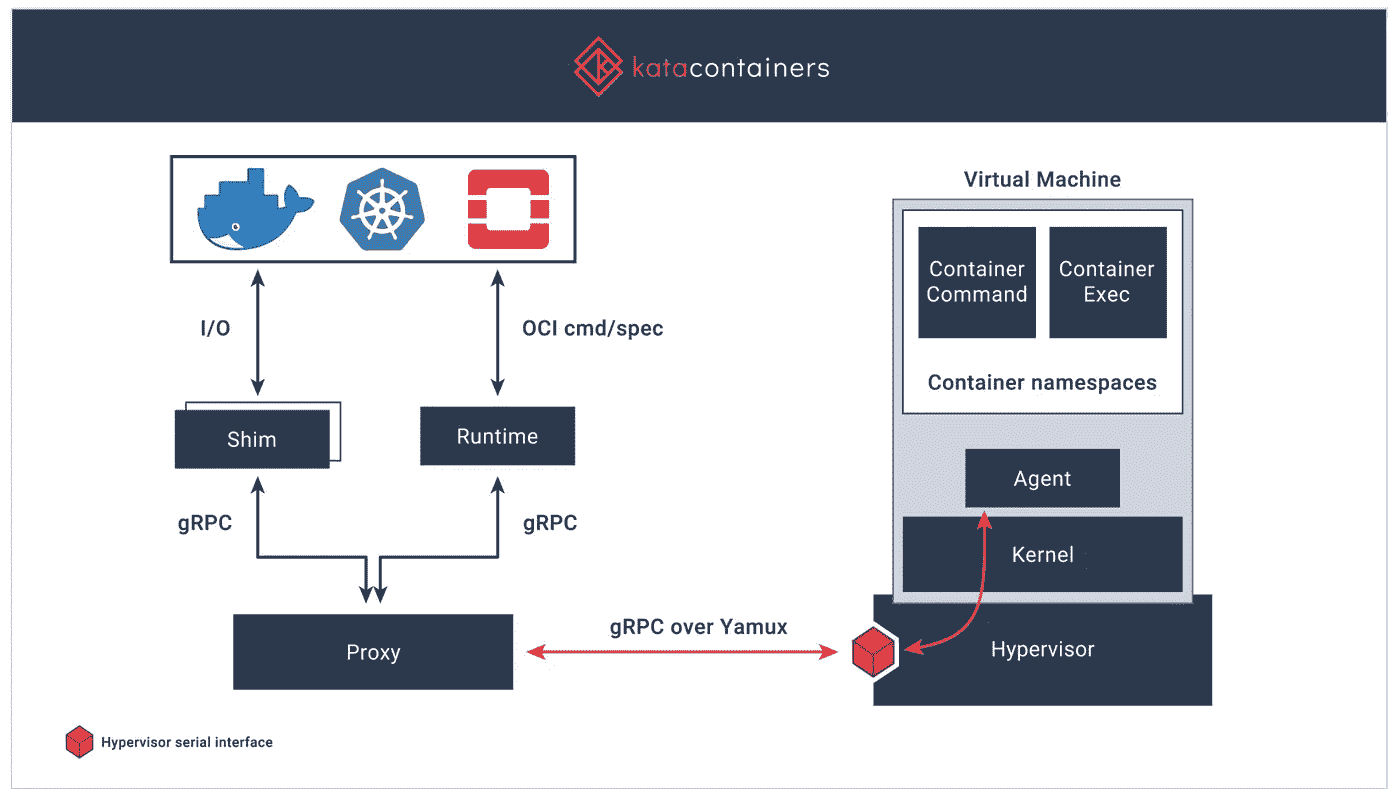 katacontainers
Virtual Machine
Container
Command
Container
Exec
I/O
OCI cmd/spec
Container namespaces
Shim
Runtime
Agent
gRPC
gRPC
Kernel
gRPC over Yamux
Proxy
Hypervisor
Hypervisor serial interface